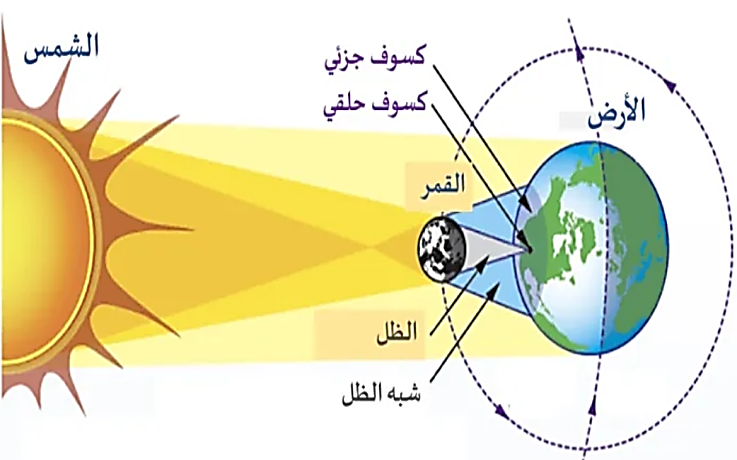 الشمس
كسوف جزئي
كسوف حلقي
الأرض
القمر
الظل
شبه الظل